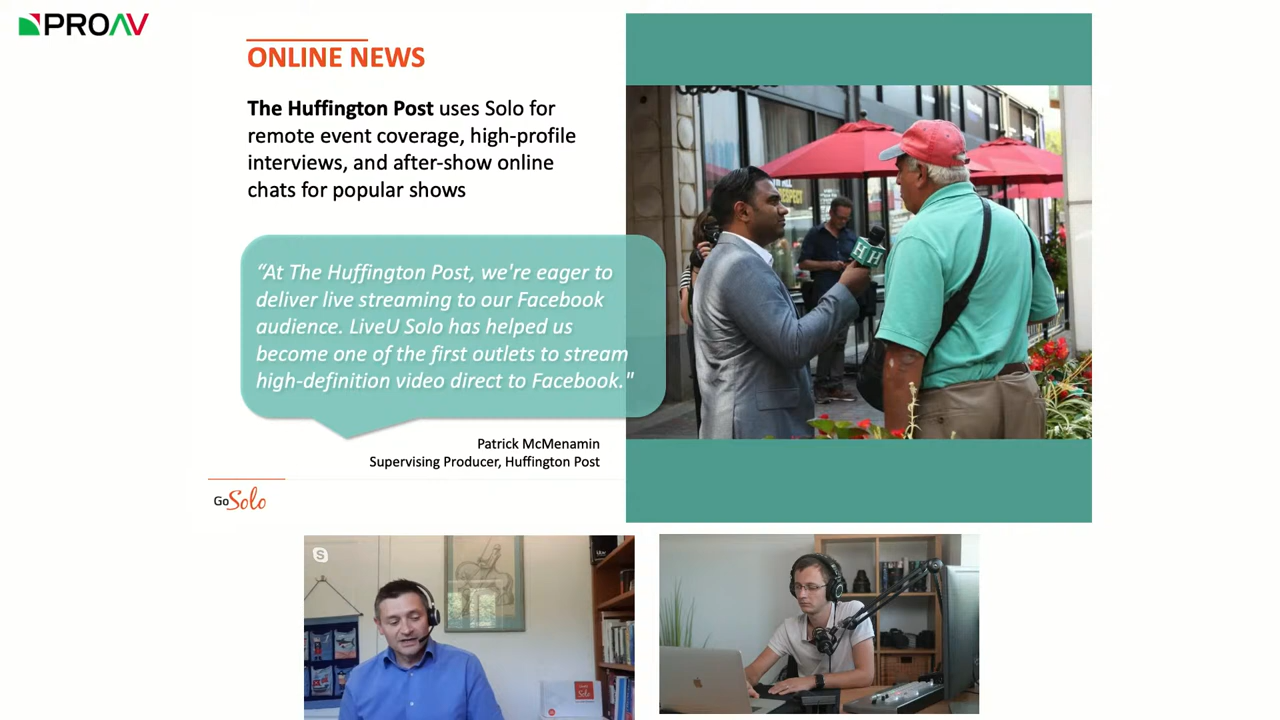 PROAV
ONLINE NEWS
The Huffington Post uses Solo for
remote event coverage, high-profile
interviews, and after-show online
chats for popular shows
“At The Huffington Post, we're eager to
deliver live streaming to our Facebook
audience. LiveU Solo has helped us
become one of the first outlets to stream
high-definition video direct to Facebook."
Patrick McMenamin
Supervising Producer, Huffington Post
GoSolo
HH
S
Solo